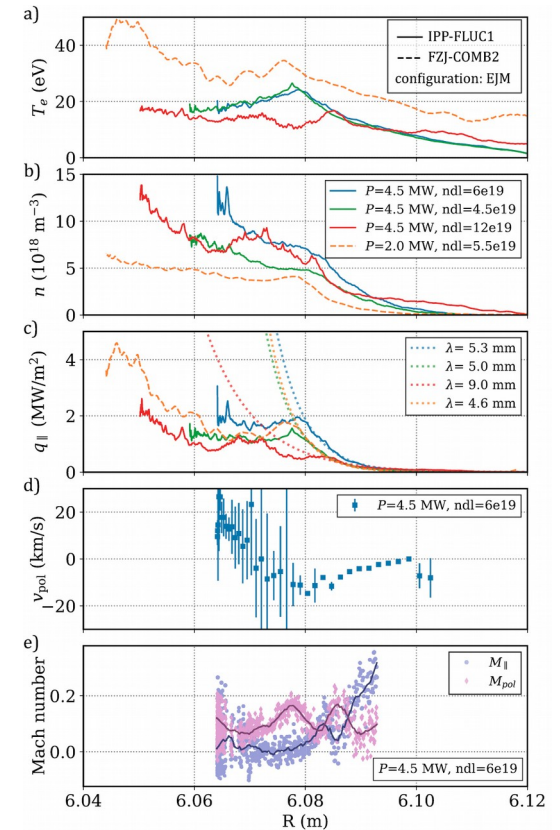 a)
40
20
0
T_e (eV)
IPP-FLUC1
FZJ-COMB2
configuration: EJM
b)
15
10
5
0
n (10^18 m^−3)
P=4.5 MW, ndl=6e19
P=4.5 MW, ndl=4.5e19
P=4.5 MW, ndl=12e19
P=2.0 MW, ndl=5.5e19
c)
4
2
0
q_∥ (MW/m^2)
λ= 5.3 mm
λ= 5.0 mm
λ= 9.0 mm
λ= 4.6 mm
d)
20
0
−20
v_pol (km/s)
P=4.5 MW, ndl=6e19
e)
0.2
0.0
Mach number
M_∥
M_pol
P=4.5 MW, ndl=6e19
6.04 6.06 6.08 6.10 6.12
R (m)